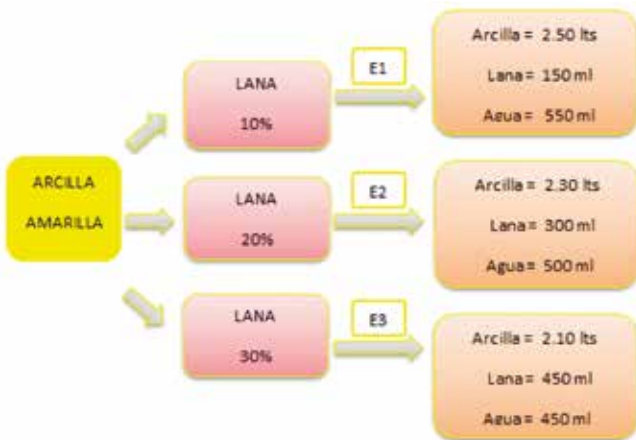 ARCILLA
AMARILLA
LANA
10%
E1
Arcilla = 2.50 lts
Lana = 150 ml
Agua = 550 ml
LANA
20%
E2
Arcilla = 2.30 lts
Lana = 300 ml
Agua = 500 ml
LANA
30%
E3
Arcilla = 2.10 lts
Lana = 450 ml
Agua = 450 ml